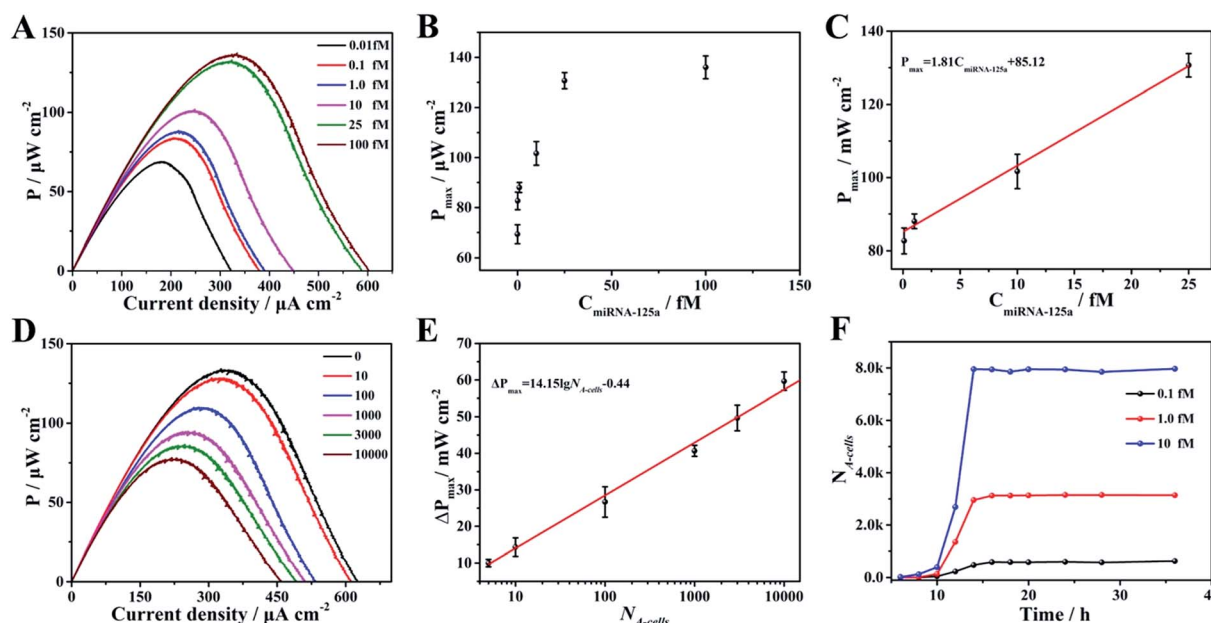 A
P / μW cm-2
150
100
50
0
0 100 200 300 400 500 600
Current density / μA cm-2
0.01fM
0.1 fM
1.0 fM
10 fM
25 fM
100 fM
B
Pmax / μW cm-2
140
120
100
80
60
0 50 100 150
CmiRNA-125a / fM
C
Pmax=1.81CmiRNA-125a+85.12
Pmax / mW cm-2
140
120
100
80
0 5 10 15 20 25
CmiRNA-125a / fM
D
P / μW cm-2
150
100
50
0
0 150 300 450 600
Current density / μA cm-2
0
10
100
1000
3000
10000
E
ΔPmax=14.15lgNA-cells-0.44
ΔPmax/ mW cm-2
70
60
50
40
30
20
10
10 100 1000 10000
NA-cells
F
NA-cells
8.0k
6.0k
4.0k
2.0k
0.0
10 20 30 4
Time / h
0.1 fM
1.0 fM
10 fM